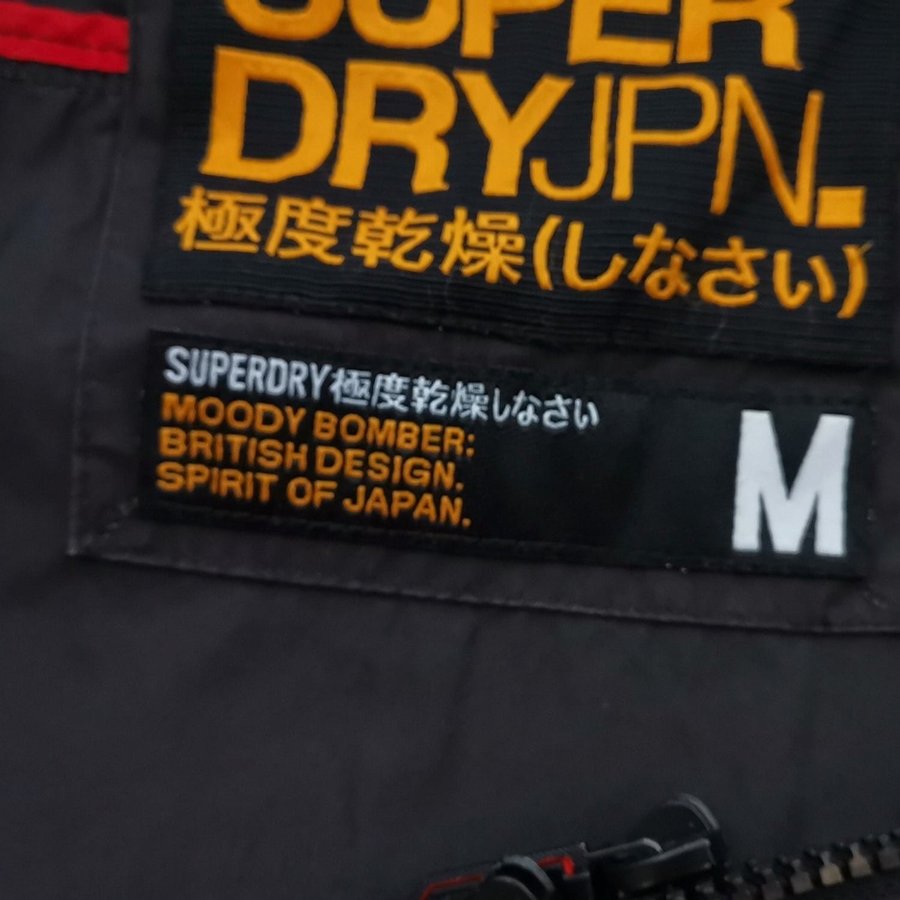 SUPER
DRYJPN.
極度乾燥(しなさい)
SUPERDRY極度乾燥しなさい
MOODY BOMBER:
BRITISH DESIGN.
SPIRIT OF JAPAN.
M